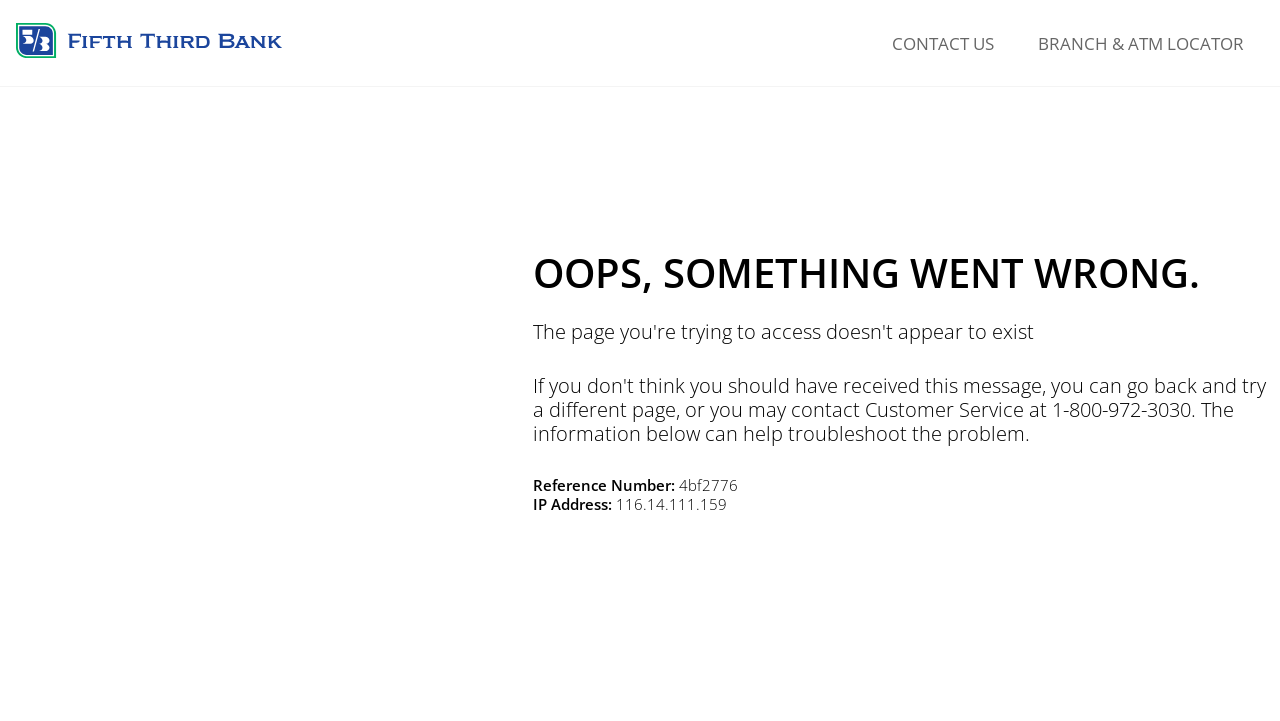 5/3 FIFTH THIRD BANK
CONTACT US
BRANCH & ATM LOCATOR
OOPS, SOMETHING WENT WRONG.
The page you're trying to access doesn't appear to exist
If you don't think you should have received this message, you can go back and try
a different page, or you may contact Customer Service at 1-800-972-3030. The
information below can help troubleshoot the problem.
Reference Number: 4bf2776
IP Address: 116.14.111.159